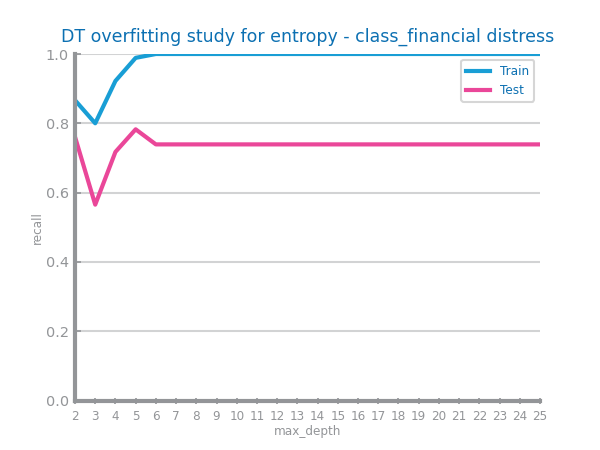 DT overfitting study for entropy - class_financial distress
1.0
0.8
0.6
0.4
0.2
0.0
recall
Train
Test
2 3 4 5 6 7 8 9 10 11 12 13 14 15 16 17 18 19 20 21 22 23 24 25
max_depth